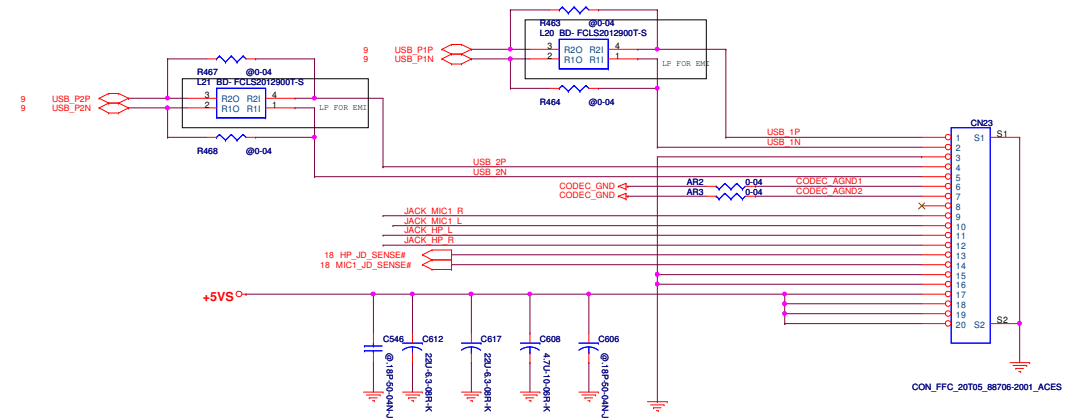 R463 @0-04
L20 BD- FCLS2012900T-S
9 USB_P1P 3 R2O R2I 4
9 USB_P1N 2 R1O R1I 1
LP FOR EMI
R464 @0-04
R467 @0-04
L21 BD- FCLS2012900T-S
9 USB_P2P 3 R2O R2I 4
9 USB_P2N 2 R1O R1I 1
LP FOR EMI
R468 @0-04
CN23
USB_1P 1 S1 S1
USB_1N 2
3
USB_2P 4
USB_2N 5
CODEC_GND AR2 0-04 CODEC_AGND1 6
CODEC_GND AR3 0-04 CODEC_AGND2 7
8
JACK_MIC1_R 9
JACK_MIC1_L 10
JACK_HP_L 11
JACK_HP_R 12
18 HP_JD_SENSE# 13
18 MIC1_JD_SENSE# 14
15
16
+5VS 17
18
19
20 S2 S2
C546 @.18P-50-04N-J
C612 22U-6.3-08R-K
C617 22U-6.3-08R-K
C608 4.7U-10-08R-K
C606 @.18P-50-04N-J
CON_FFC_20T05_88706-2001_ACES